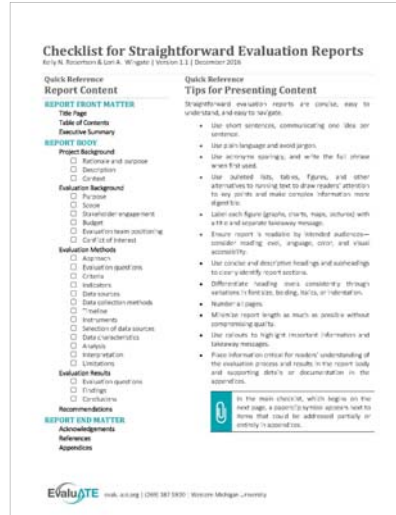 Checklist for Straightforward Evaluation Reports
Kelly N. Robertson & Lori A. Wingate | Version 1.1 | December 2016
Quick Reference
Report Content
REPORT FRONT MATTER
Title Page
Table of Contents
Executive Summary
REPORT BODY
Project Background
Rationale and purpose
Description
Context
Evaluation Background
Purpose
Scope
Stakeholder engagement
Budget
Evaluation team positioning
Conflict of interest
Evaluation Methods
Approach
Evaluation questions
Criteria
Indicators
Data sources
Data collection methods
Timeline
Instruments
Selection of data sources
Data characteristics
Analysis
Interpretation
Limitations
Evaluation Results
Evaluation questions
Findings
Conclusions
Recommendations
REPORT END MATTER
Acknowledgements
References
Appendices
Quick Reference
Tips for Presenting Content
Straightforward evaluation reports are concise, easy to
understand, and easy to navigate.
• Use short sentences, communicating one idea per
sentence.
• Use plain language and avoid jargon.
• Use acronyms sparingly, and write the full phrase
when first used.
• Use bulleted lists, tables, figures, and other
alternatives to running text to draw readers' attention
to key points and make complex information more
digestible.
• Label each figure (graphs, charts, maps, pictures) with
a title and separate takeaway message.
• Ensure report is readable by intended audiences—
consider reading level, language, color, and visual
accessibility.
• Use concise and descriptive headings and subheadings
to clearly identify report sections.
• Differentiate heading levels consistently through
variations in font size, bolding, italics, or indentation.
• Number all pages.
• Minimize report length as much as possible without
compromising quality.
• Use callouts to highlight important information and
takeaway messages.
• Place information critical for readers' understanding of
the evaluation process and results in the report body
and supporting details or documentation in the
appendices.
In the main checklist, which begins on the
next page, a paperclip symbol appears next to
items that could be addressed partially or
entirely in appendices.
EvaluATE | (269) 387 5920 | Western Michigan University